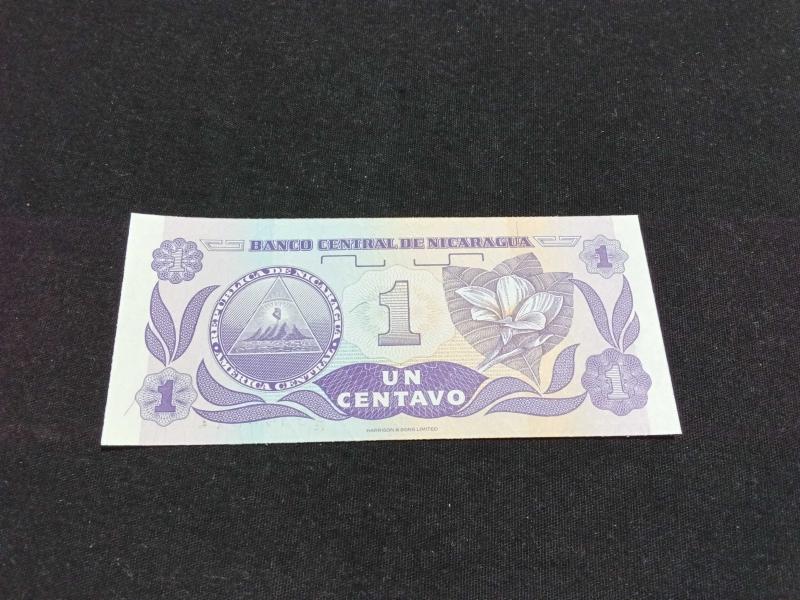 BANCO CENTRAL DE NICARAGUA
1
1
REPUBLICA DE NICARAGUA
AMERICA CENTRAL
1
UN
CENTAVO
1
1
HARRISON & SONS LIMITED